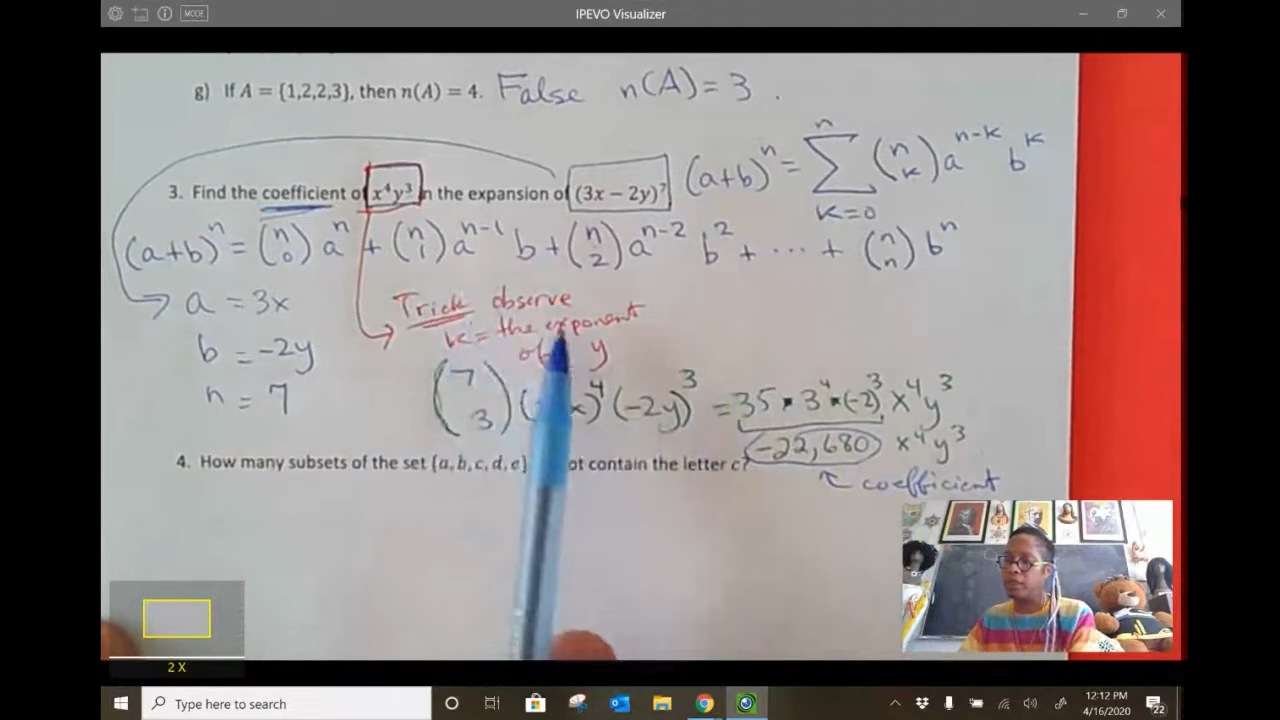 IPEVO Visualizer
MODE
g) If A = {1,2,2,3}, then n(A) = 4. False n(A) = 3 .
3. Find the coefficient of x⁴y³ in the expansion of (3x − 2y)⁷
(a+b)ⁿ = Σ n k=0 (n k) aⁿ⁻ᵏ bᵏ
(a+b)ⁿ = (n 0) aⁿ + (n 1) aⁿ⁻¹ b + (n 2) aⁿ⁻² b² + ... + (n n) bⁿ
a = 3x
b = -2y
n = 7
Trick observe
k = the exponent
of y
(7 3) ( x)⁴ (-2y)³ = 35 · 3⁴ · (-2)³ x⁴y³
-22,680 x⁴y³
coefficient
4. How many subsets of the set {a, b, c, d, e} ot contain the letter c?
2 X
Type here to search
12:12 PM
4/16/2020
22